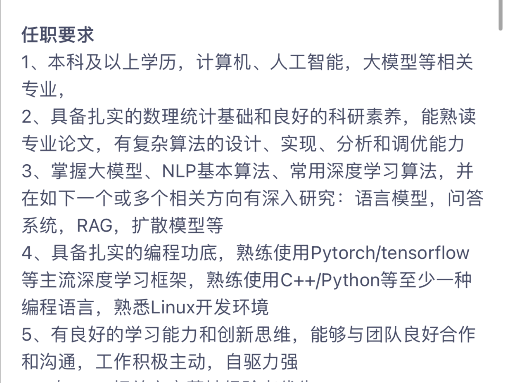 任职要求
1、本科及以上学历，计算机、人工智能，大模型等相关
专业，
2、具备扎实的数理统计基础和良好的科研素养，能熟读
专业论文，有复杂算法的设计、实现、分析和调优能力
3、掌握大模型、NLP基本算法、常用深度学习算法，并
在如下一个或多个相关方向有深入研究：语言模型，问答
系统，RAG，扩散模型等
4、具备扎实的编程功底，熟练使用Pytorch/tensorflow
等主流深度学习框架，熟练使用C++/Python等至少一种
编程语言，熟悉Linux开发环境
5、有良好的学习能力和创新思维，能够与团队良好合作
和沟通，工作积极主动，自驱力强